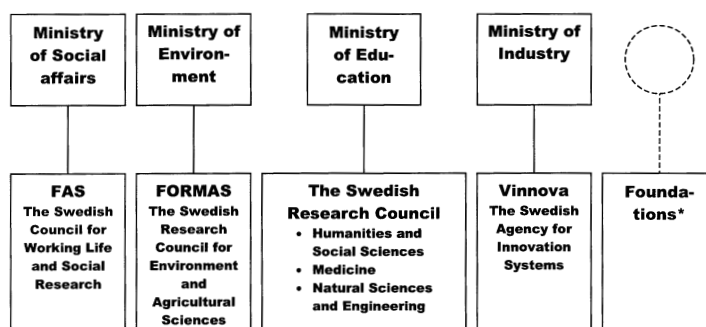 Ministry
of Social
affairs
Ministry of
Environ-
ment
Ministry
of Edu-
cation
Ministry of
Industry
FAS
The Swedish
Council for
Working Life
and Social
Research
FORMAS
The Swedish
Research
Council for
Environment
and
Agricultural
Sciences
The Swedish
Research Council
• Humanities and
Social Sciences
• Medicine
• Natural Sciences
and Engineering
Vinnova
The Swedish
Agency for
Innovation
Systems
Founda-
tions*